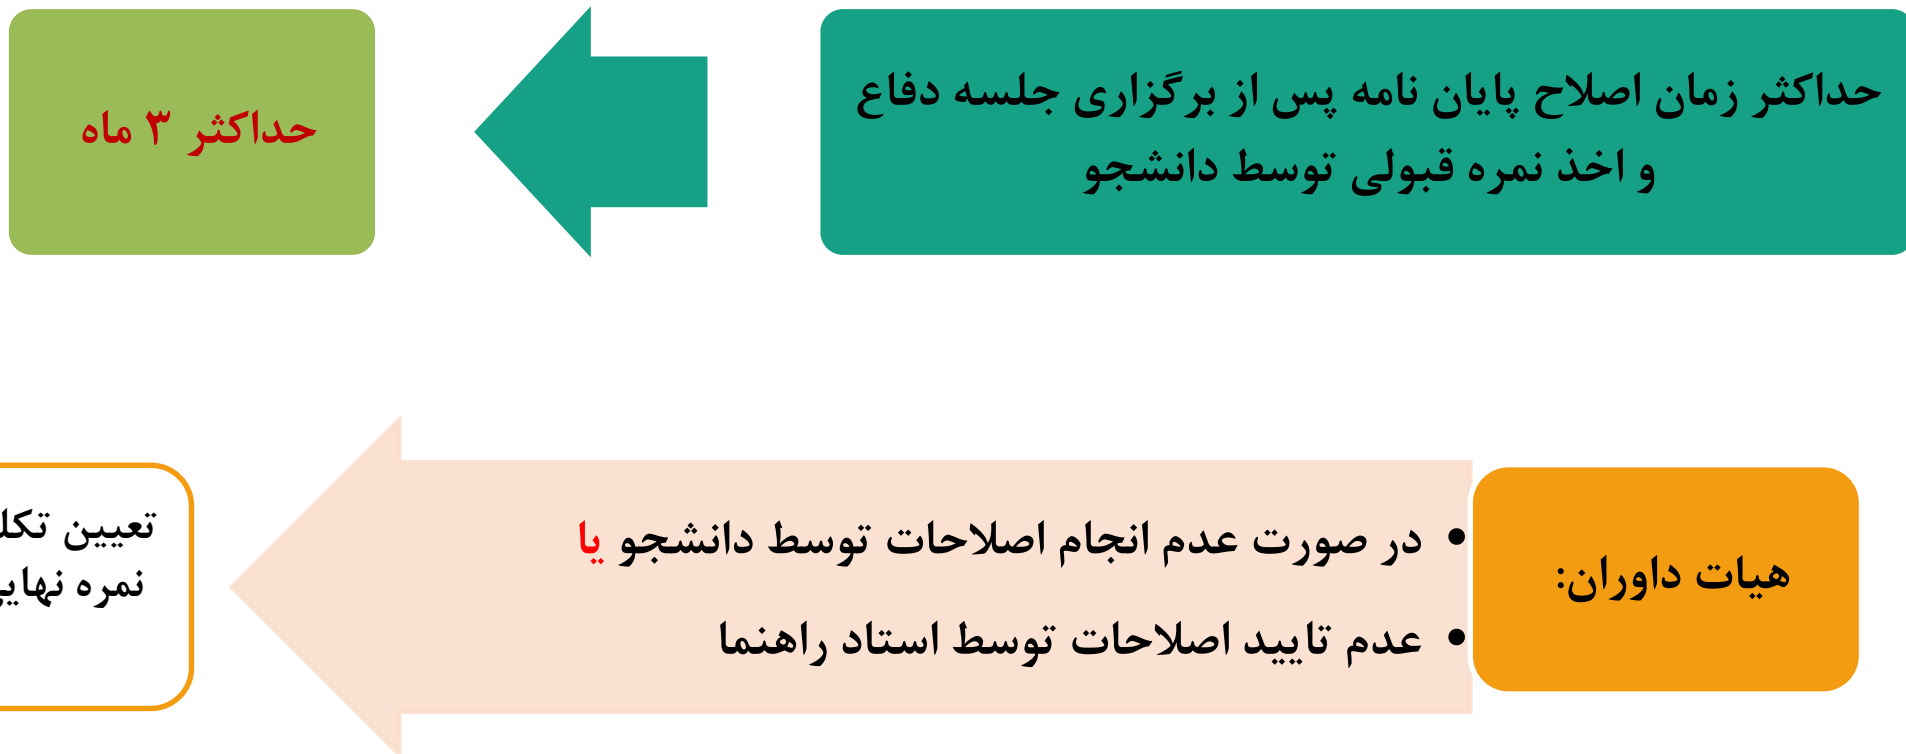 حداکثر زمان اصلاح پایان نامه پس از برگزاری جلسه دفاع
و اخذ نمره قبولی توسط دانشجو
حداکثر ۳ ماه
هیات داوران:
• در صورت عدم انجام اصلاحات توسط دانشجو یا
• عدم تایید اصلاحات توسط استاد راهنما
تعیین
نمره